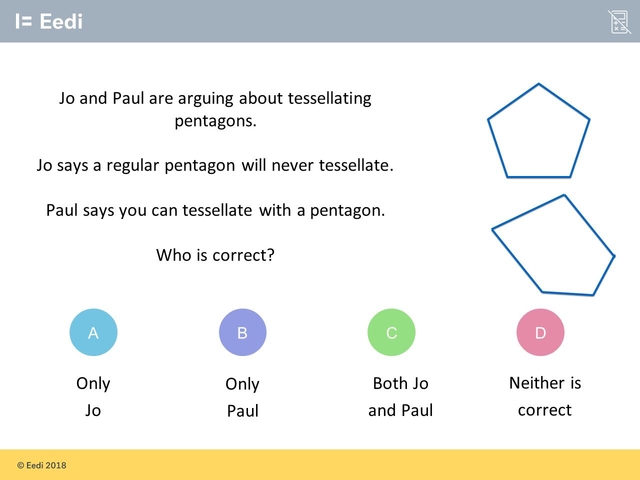 Eedi
Jo and Paul are arguing about tessellating
pentagons.
Jo says a regular pentagon will never tessellate.
Paul says you can tessellate with a pentagon.
Who is correct?
A
Only
Jo
B
Only
Paul
C
Both Jo
and Paul
D
Neither is
correct
© Eedi 2018